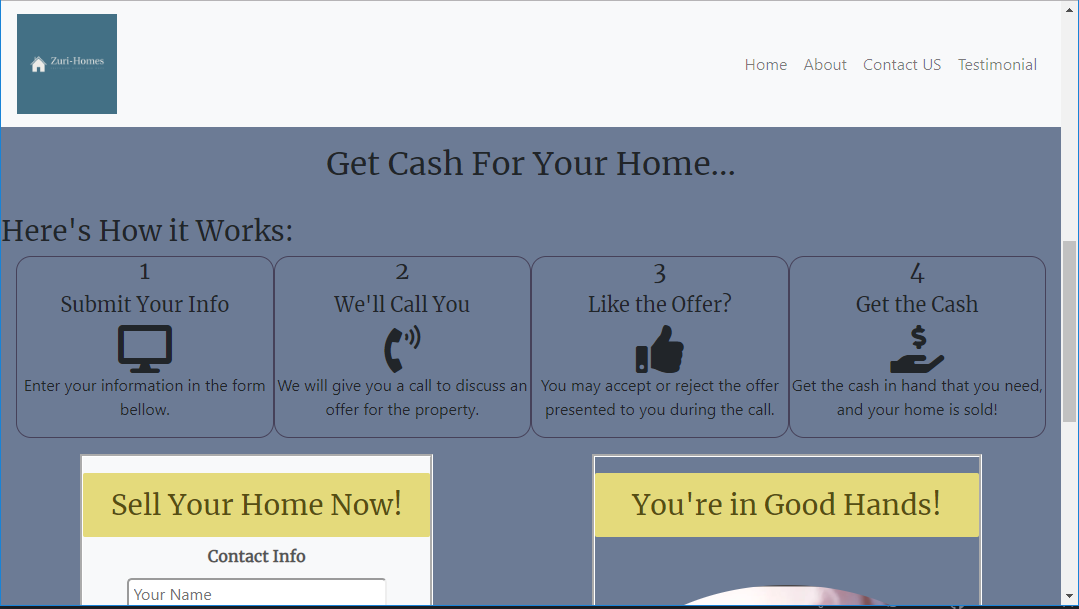 Zuri-Homes
Home About Contact US Testimonial
Get Cash For Your Home...
Here's How it Works:
1
Submit Your Info
Enter your information in the form
bellow.
2
We'll Call You
We will give you a call to discuss an
offer for the property.
3
Like the Offer?
You may accept or reject the offer
presented to you during the call.
4
Get the Cash
$
Get the cash in hand that you need,
and your home is sold!
Sell Your Home Now!
Contact Info
Your Name
You're in Good Hands!